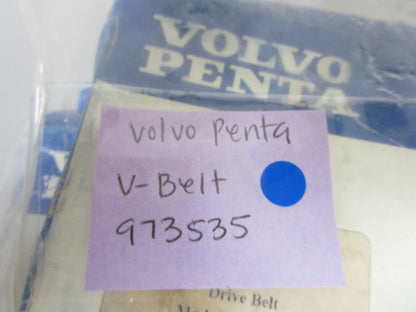 VOLVO
PENTA
volvo penta
V-Belt
973535
Drive Belt